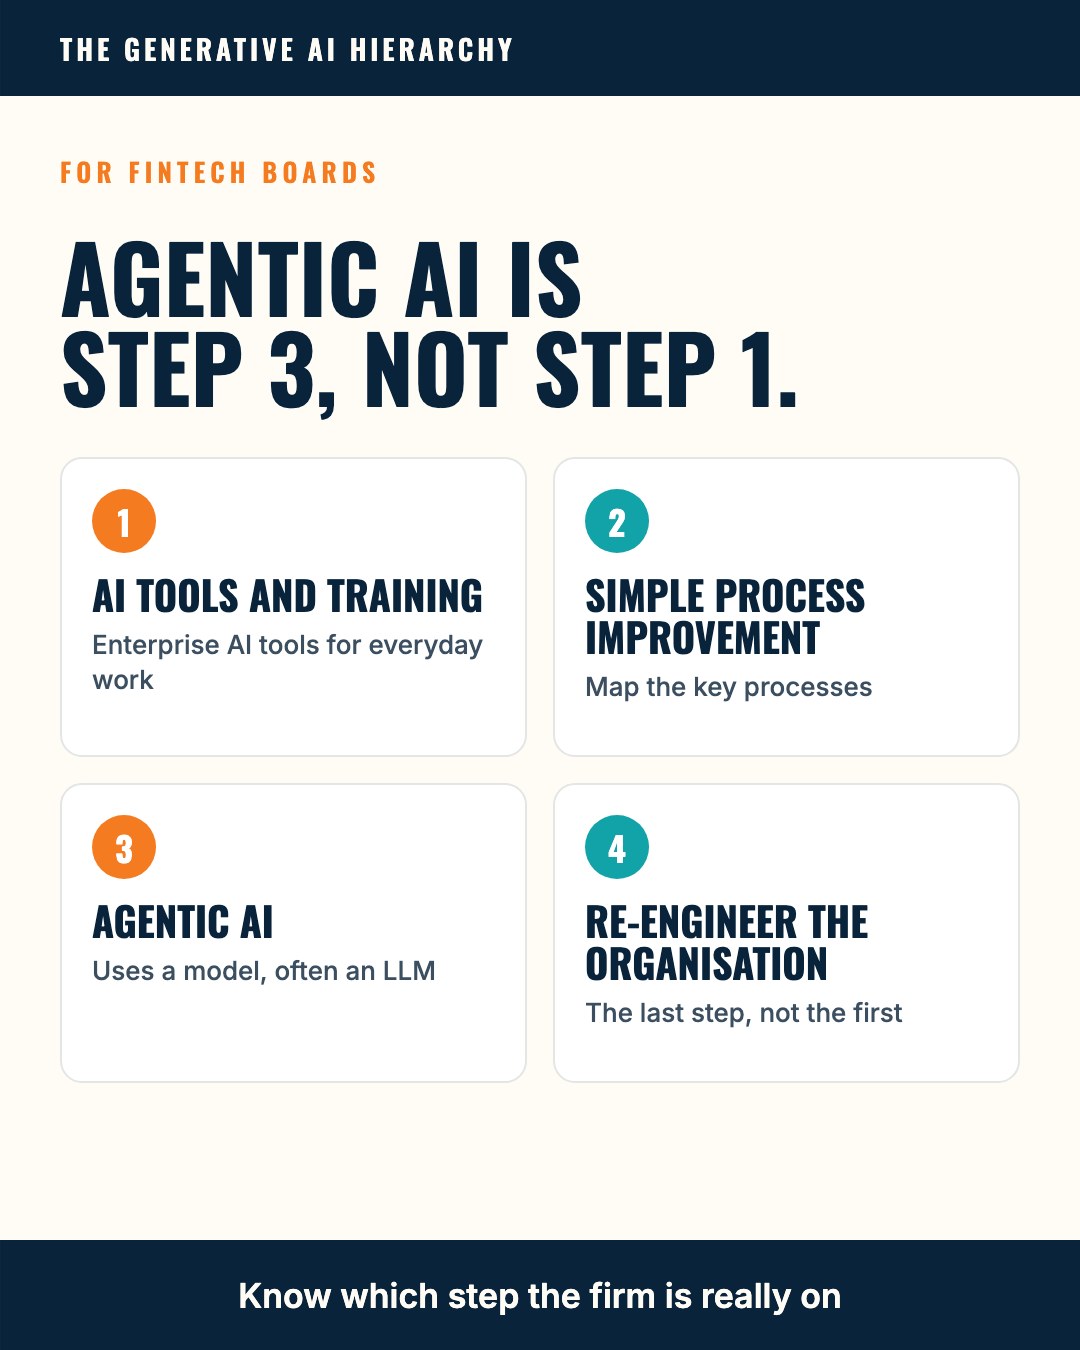 THE GENERATIVE AI HIERARCHY
FOR FINTECH BOARDS
AGENTIC AI IS
STEP 3, NOT STEP 1.
1
AI TOOLS AND TRAINING
Enterprise AI tools for everyday
work
2
SIMPLE PROCESS
IMPROVEMENT
Map the key processes
3
AGENTIC AI
Uses a model, often an LLM
4
RE-ENGINEER THE
ORGANISATION
The last step, not the first
Know which step the firm is really on